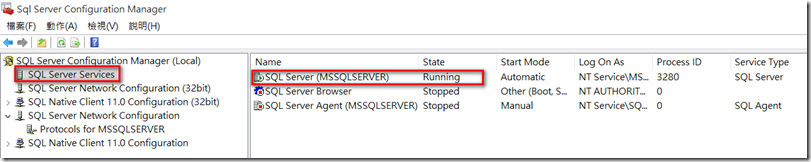 Sql Server Configuration Manager
檔案(F) 動作(A) 檢視(V) 說明(H)
SQL Server Configuration Manager (Local)
SQL Server Services
SQL Server Network Configuration (32bit)
SQL Native Client 11.0 Configuration (32bit)
SQL Server Network Configuration
Protocols for MSSQLSERVER
SQL Native Client 11.0 Configuration
Name State Start Mode Log On As Process ID Service Type
SQL Server (MSSQLSERVER) Running Automatic NT Service\MS... 3280 SQL Server
SQL Server Browser Stopped Other (Boot, S... NT AUTHORIT... 0
SQL Server Agent (MSSQLSERVER) Stopped Manual NT Service\SQ... 0 SQL Agent